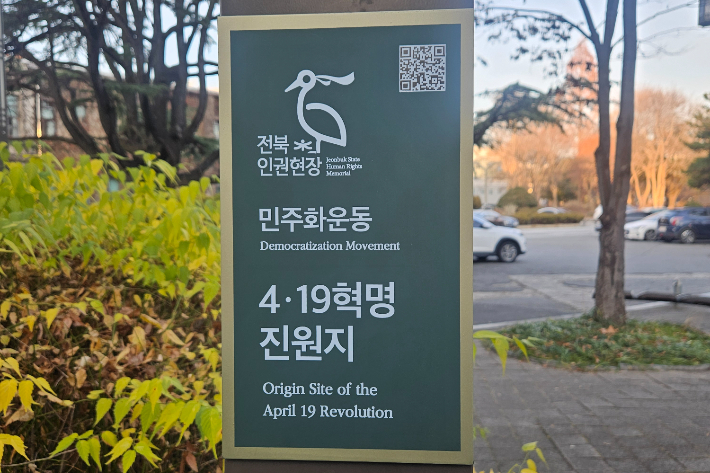 전북
인권현장
Jeonbuk State
Human Rights
Memorial
민주화운동
Democratization Movement
4·19혁명
진원지
Origin Site of the
April 19 Revolution